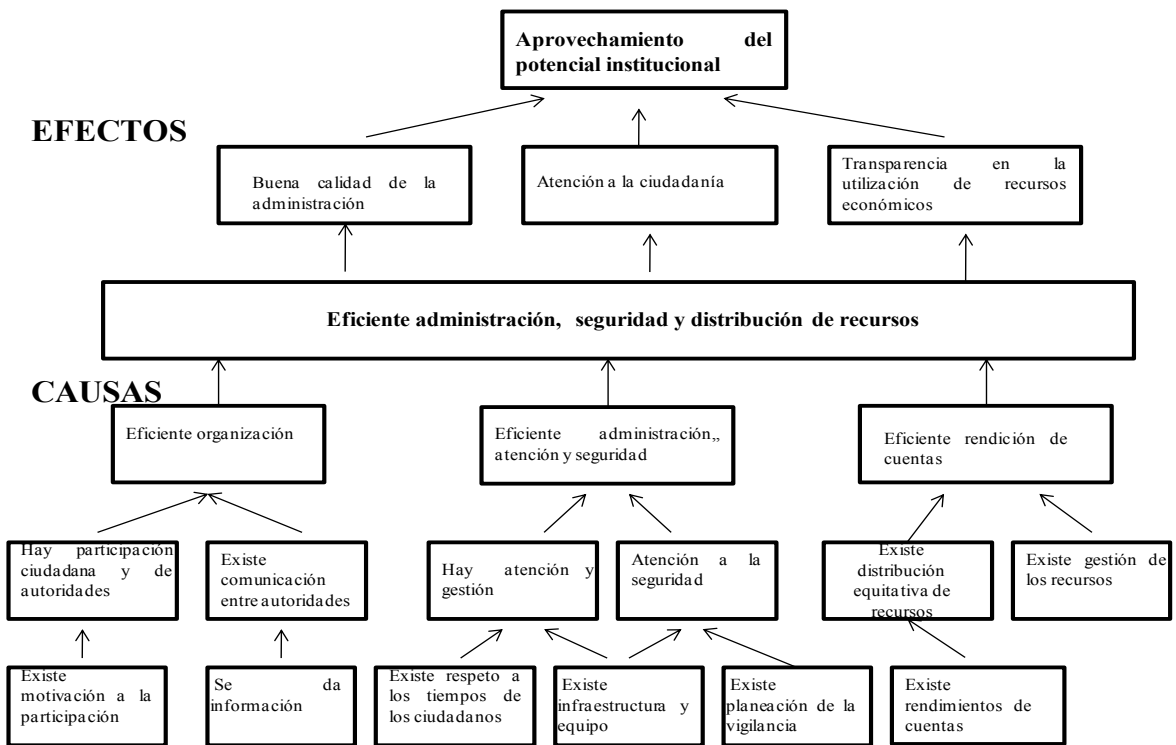 Aprovechamiento del
potencial institucional
EFECTOS
Buena calidad de la
administración
Atención a la ciudadanía
Transparencia en la
utilización de recursos
económicos
Eficiente administración, seguridad y distribución de recursos
CAUSAS
Eficiente organización
Eficiente administración,,
atención y seguridad
Eficiente rendición de
cuentas
Hay participación
ciudadana y de
autoridades
Existe
comunicación
entre autoridades
Hay atención y
gestión
Atención a la
seguridad
Existe
distribución
equitativa de
recursos
Existe gestión de
los recursos
Existe
motivación a la
participación
Se da
información
Existe respeto a
los tiempos de
los ciudadanos
Existe
infraestructura y
equipo
Existe
planeación de la
vigilancia
Existe
rendimientos de
cuentas